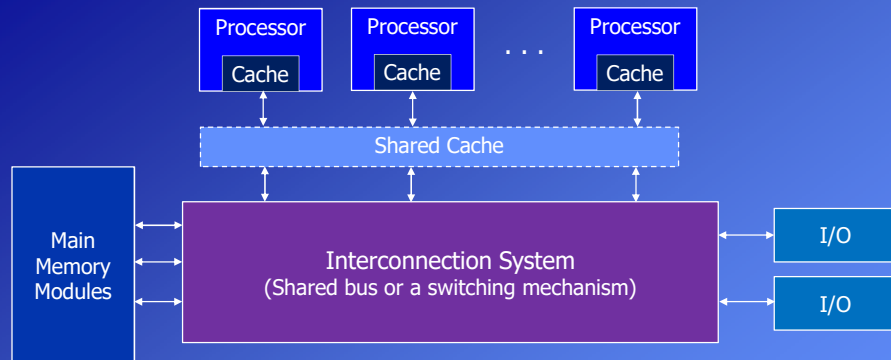 Processor
Processor
. . .
Processor
Cache
Cache
Cache
Shared Cache
Main
Memory
Modules
Interconnection System
(Shared bus or a switching mechanism)
I/O
I/O